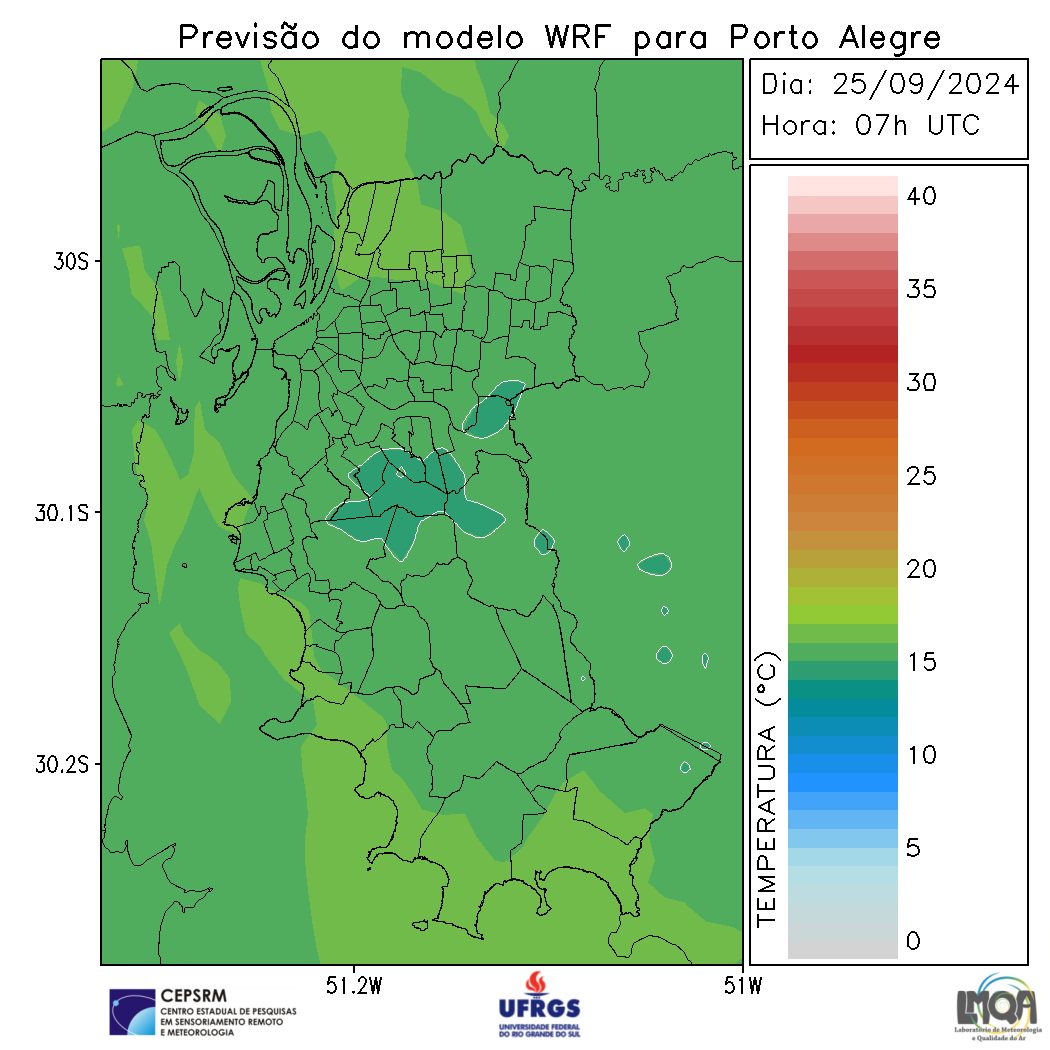 Previsão do modelo WRF para Porto Alegre
Dia: 25/09/2024
Hora: 07h UTC
40
35
30
25
20
15
10
5
0
TEMPERATURA (°C)
30S
30.1S
30.2S
51.2W
51W
CEPSRM
CENTRO ESTADUAL DE PESQUISAS
EM SENSORIAMENTO REMOTO
E METEOROLOGIA
UFRGS
UNIVERSIDADE FEDERAL
DO RIO GRANDE DO SUL
LMQA
Laboratório de Meteorologia
e Qualidade do Ar